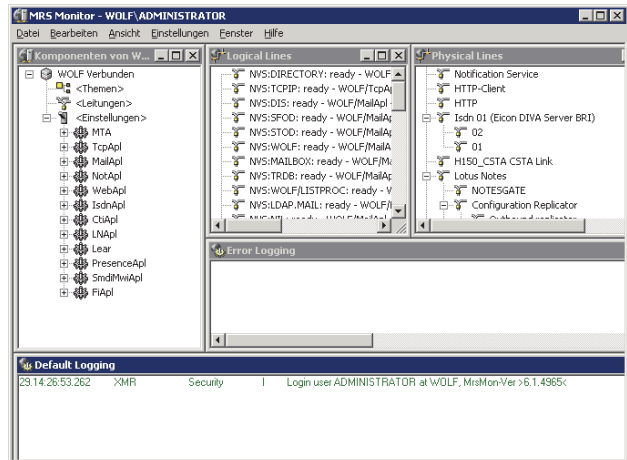 MRS Monitor - WOLF\ADMINISTRATOR
Datei Bearbeiten Ansicht Einstellungen Fenster Hilfe
Komponenten von W...
WOLF Verbunden
<Themen>
<Leitungen>
<Einstellungen>
MTA
TcpApl
MailApl
NotApl
WebApl
IsdnApl
CtiApl
LNApl
Lear
PresenceApl
SmdiMwiApl
FiApl
Logical Lines
NVS:DIRECTORY: ready - WOLF
NVS:TCPIP: ready - WOLF/TcpA
NVS:DIS: ready - WOLF/MailApl
NVS:SFOD: ready - WOLF/MailAp
NVS:STOD: ready - WOLF/MailAp
NVS:WOLF: ready - WOLF/MailAp
NVS:MAILBOX: ready - WOLF/Ma
NVS:TRDB: ready - WOLF/MailAp
NVS:WOLF/LISTPROC: ready - W
NVS:LDAP.MAIL: ready - WOLF/
Physical Lines
Notification Service
HTTP-Client
HTTP
Isdn 01 (Eicon DIVA Server BRI)
02
01
H150_CSTA CSTA Link
Lotus Notes
NOTESGATE
Configuration Replicator
Outbound replicator
Error Logging
Default Logging
29.14:26:53.262 XMR Security I Login user ADMINISTRATOR at WOLF, MrsMon-Ver >6.1.4965<